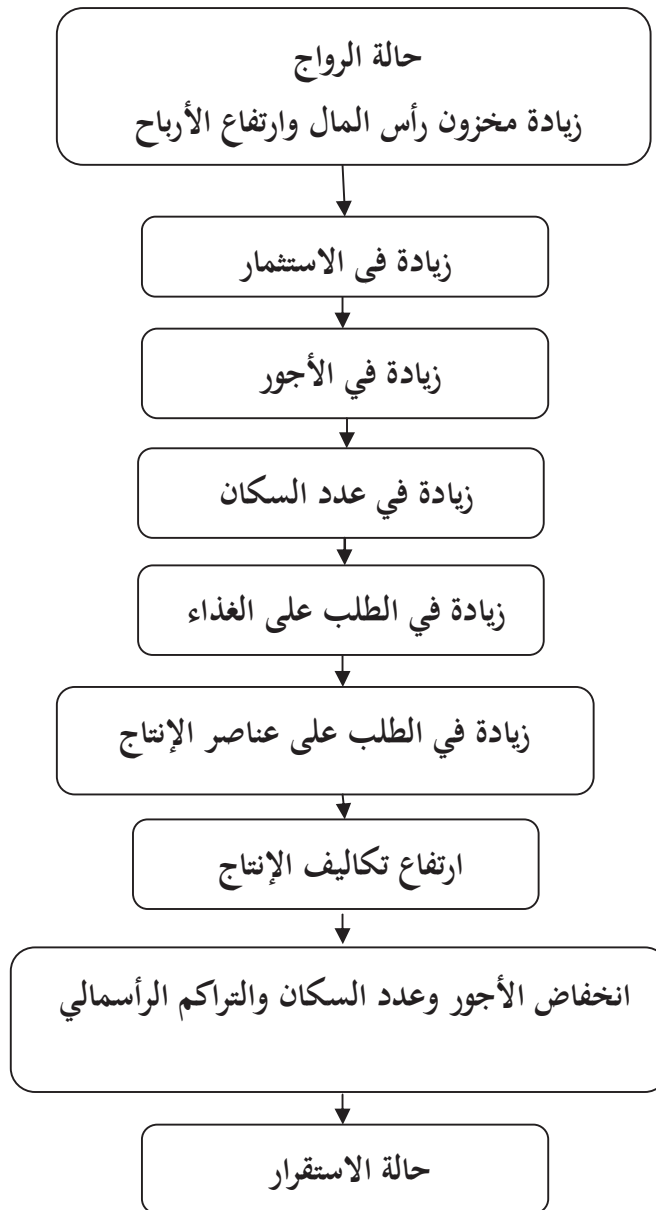 حالة الرواج
زيادة مخزون رأس المال وارتفاع الأرباح
زيادة فى الاستثمار
زيادة في الأجور
زيادة في عدد السكان
زيادة في الطلب على الغذاء
زيادة في الطلب على عناصر الإنتاج
ارتفاع تكاليف الإنتاج
انخفاض الأجور وعدد السكان والتراكم الرأسمالي
حالة الاستقرار